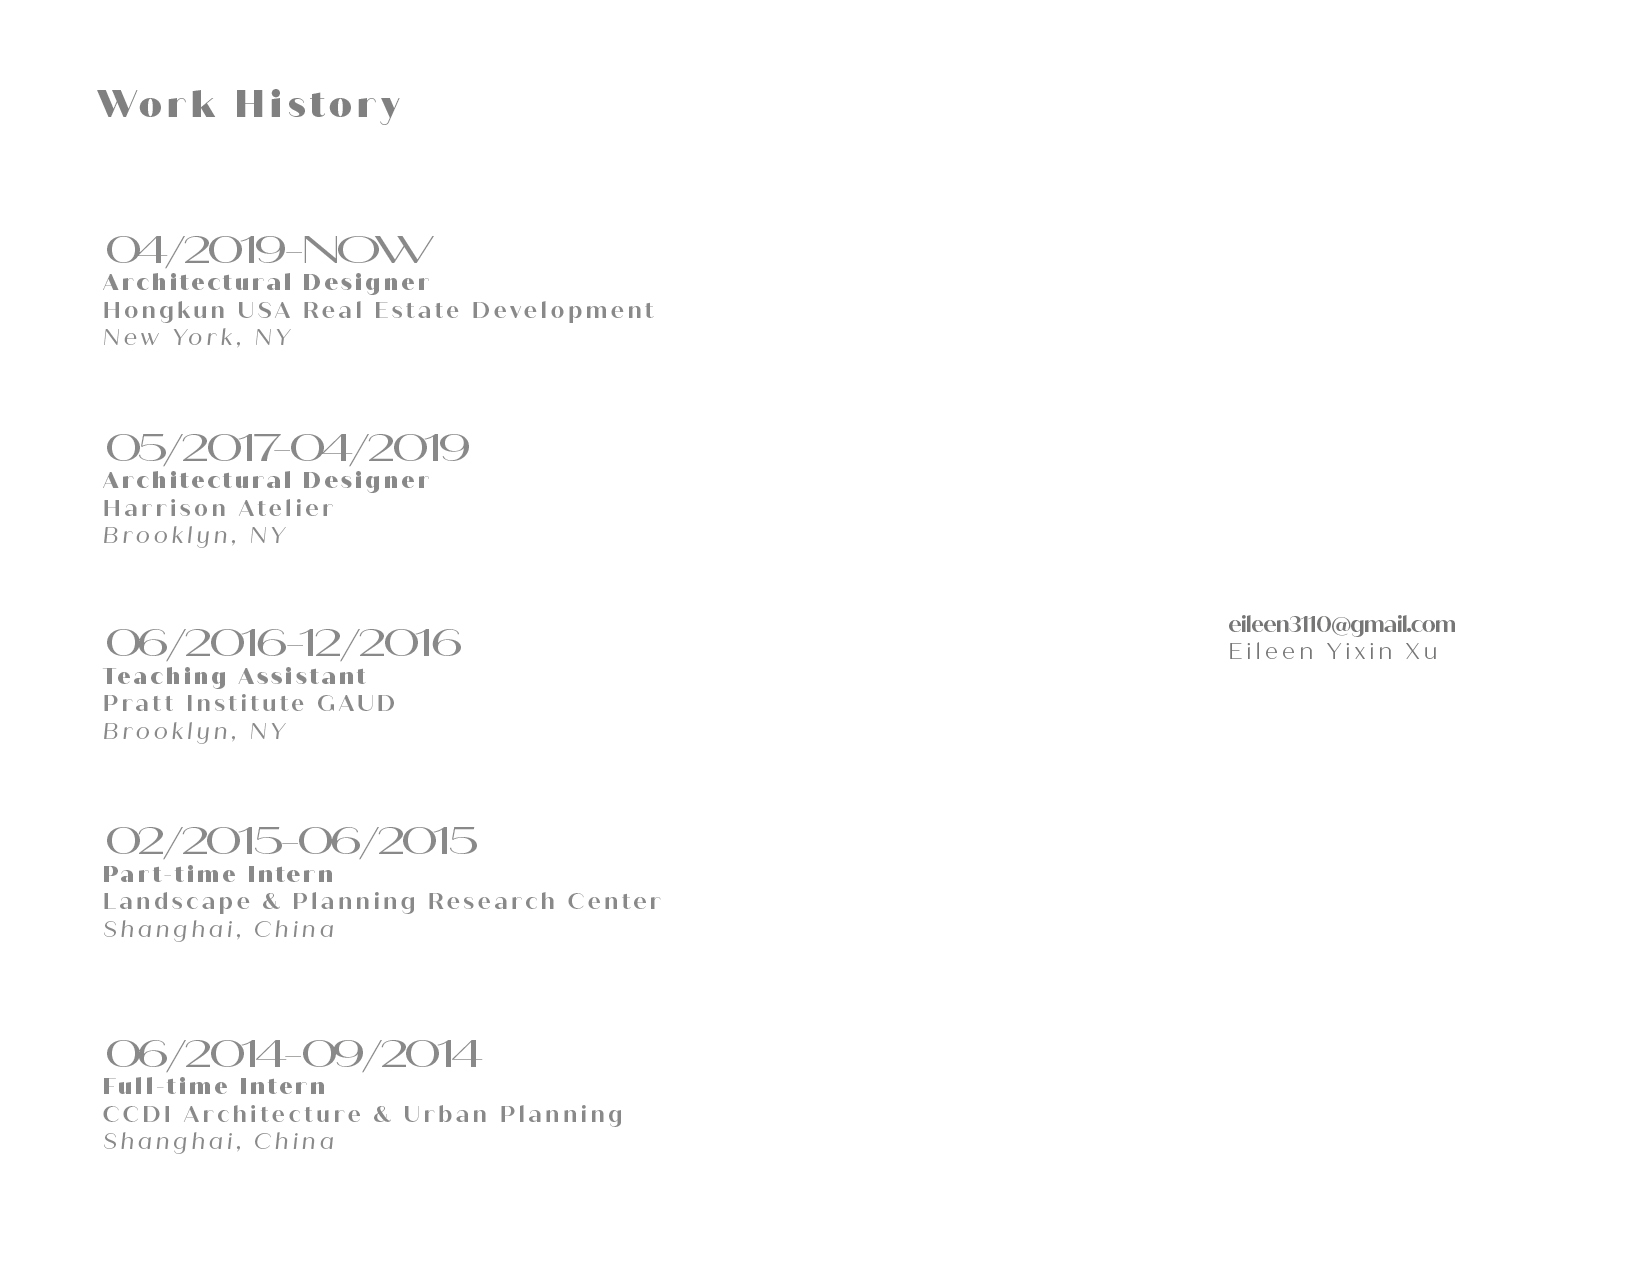 Work History
04/2019-NOW
Architectural Designer
Hongkun USA Real Estate Development
New York, NY
05/2017-04/2019
Architectural Designer
Harrison Atelier
Brooklyn, NY
06/2016-12/2016
Teaching Assistant
Pratt Institute GAUD
Brooklyn, NY
02/2015-06/2015
Part-time Intern
Landscape & Planning Research Center
Shanghai, China
06/2014-09/2014
Full-time Intern
CCDI Architecture & Urban Planning
Shanghai, China
eileen3110@gmail.com
Eileen Yixin Xu